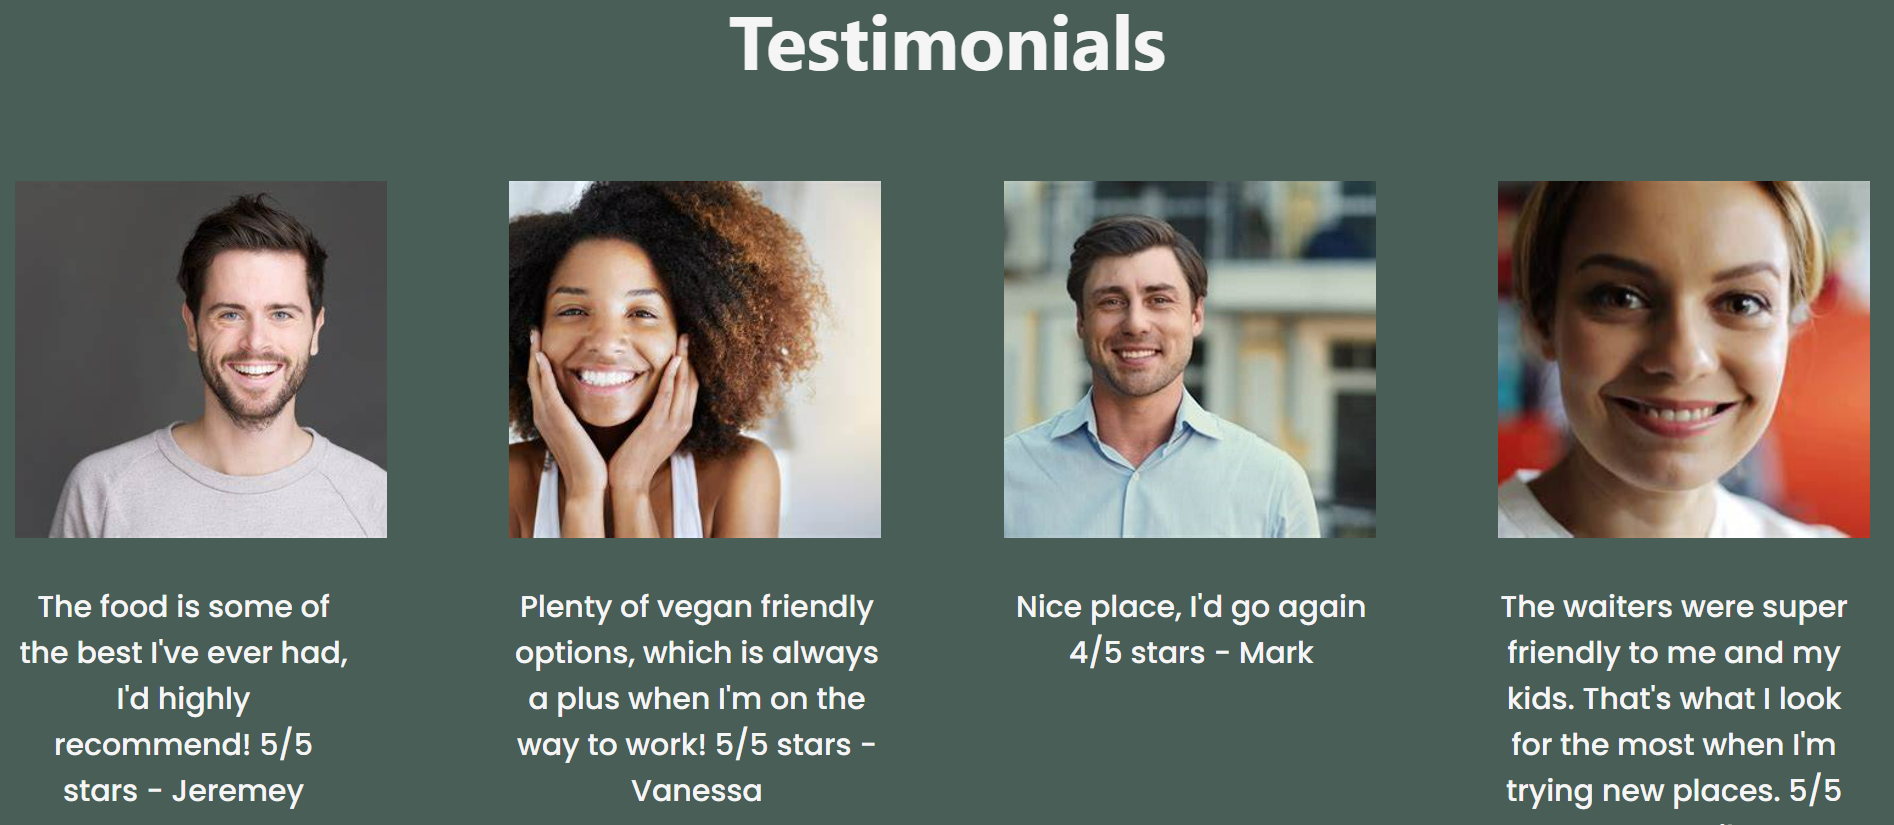 Testimonials
The food is some of
the best I've ever had,
I'd highly
recommend! 5/5
stars - Jeremey
Plenty of vegan friendly
options, which is always
a plus when I'm on the
way to work! 5/5 stars -
Vanessa
Nice place, I'd go again
4/5 stars - Mark
The waiters were super
friendly to me and my
kids. That's what I look
for the most when I'm
trying new places. 5/5